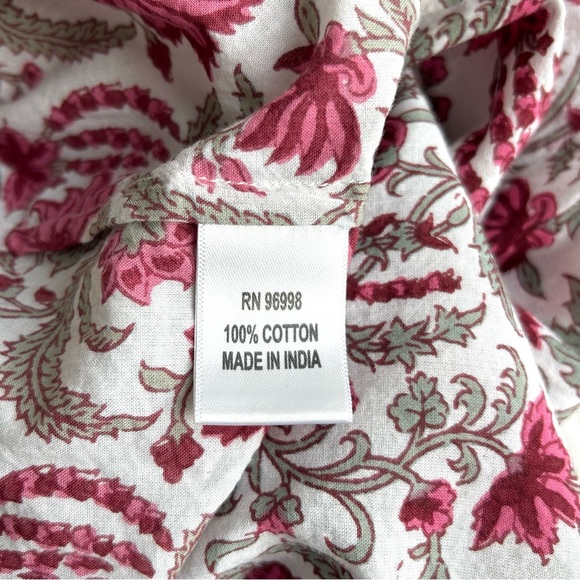 RN 96998
100% COTTON
MADE IN INDIA